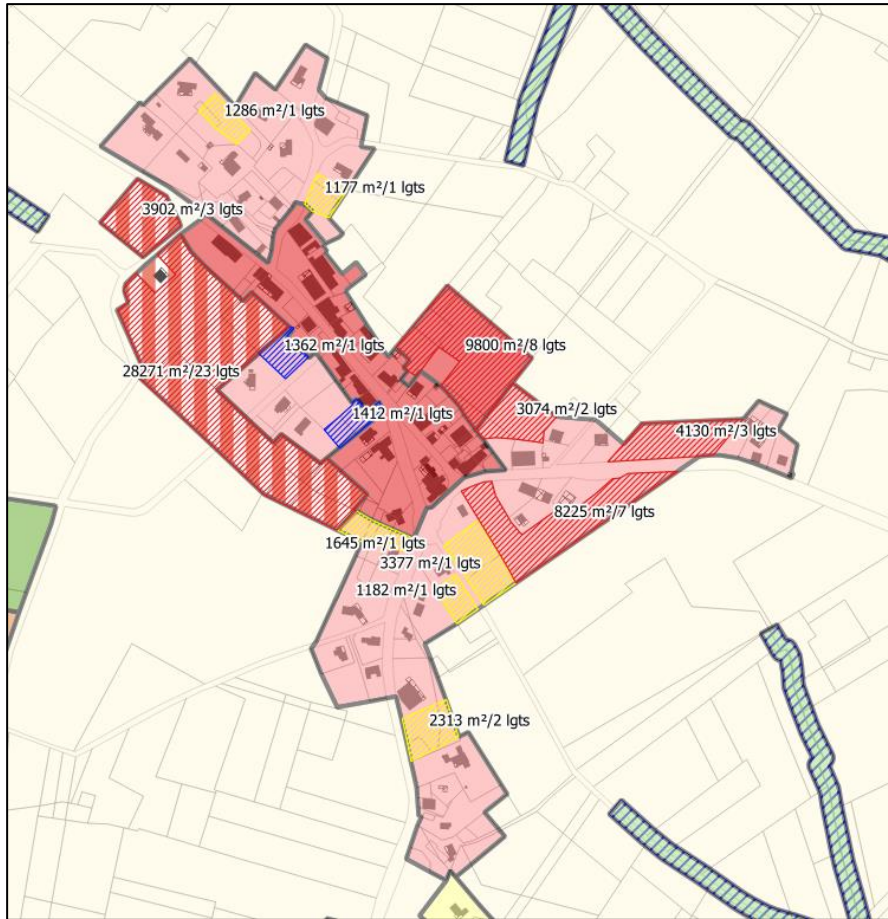 1286 m²/1 lgts
1177 m²/1 lgts
3902 m²/3 lgts
1362 m²/1 lgts
9800 m²/8 lgts
28271 m²/23 lgts
1412 m²/1 lgts
3074 m²/2 lgts
4130 m²/3 lgts
8225 m²/7 lgts
1645 m²/1 lgts
3377 m²/1 lgts
1182 m²/1 lgts
2313 m²/2 lgts